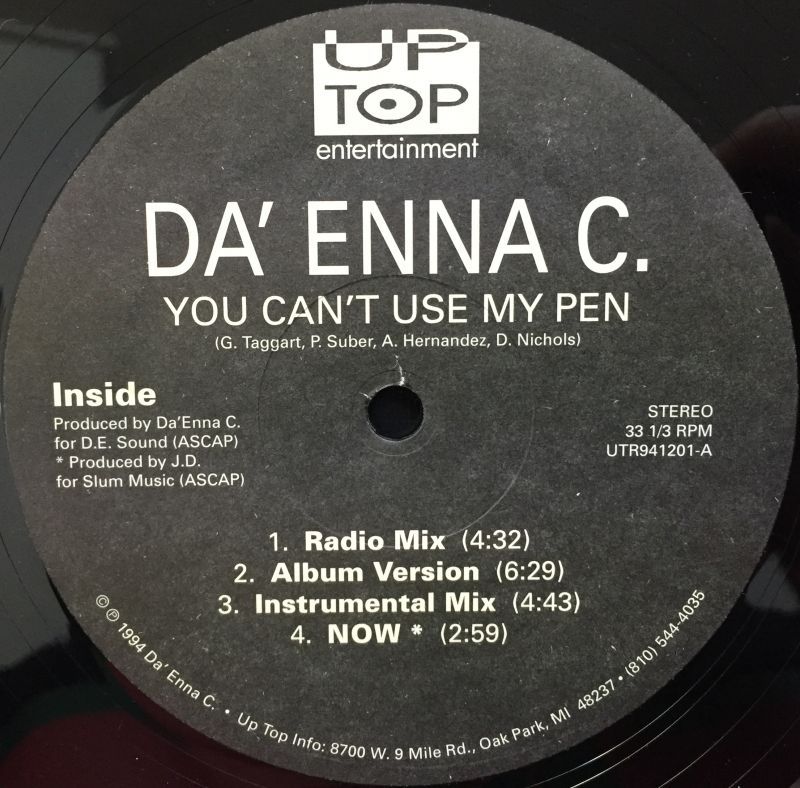 UP
TOP
entertainment
DA' ENNA C.
YOU CAN'T USE MY PEN
(G. Taggart, P. Suber, A. Hernandez, D. Nichols)
Inside
Produced by Da'Enna C.
for D.E. Sound (ASCAP)
* Produced by J.D.
for Slum Music (ASCAP)
STEREO
33 1/3 RPM
UTR941201-A
1. Radio Mix (4:32)
2. Album Version (6:29)
3. Instrumental Mix (4:43)
4. NOW * (2:59)
© ℗ 1994 Da' Enna C. • Up Top Info: 8700 W. 9 Mile Rd., Oak Park, MI 48237 • (810) 544-4035